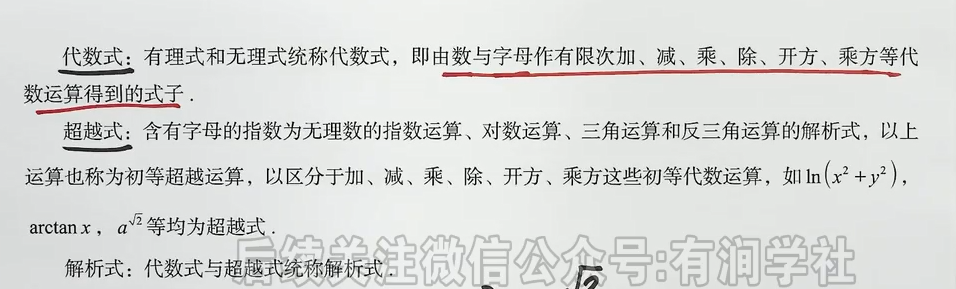 代数式：有理式和无理式统称代数式，即由数与字母作有限次加、减、乘、除、开方、乘方等代
数运算得到的式子．
超越式：含有字母的指数为无理数的指数运算、对数运算、三角运算和反三角运算的解析式，以上
运算也称为初等超越运算，以区分于加、减、乘、除、开方、乘方这些初等代数运算，如ln(x²+y²)，
arctan x，a^√2等均为超越式．
解析式：代数式与超越式统称解析式．
后续关注微信公众号:有润学社